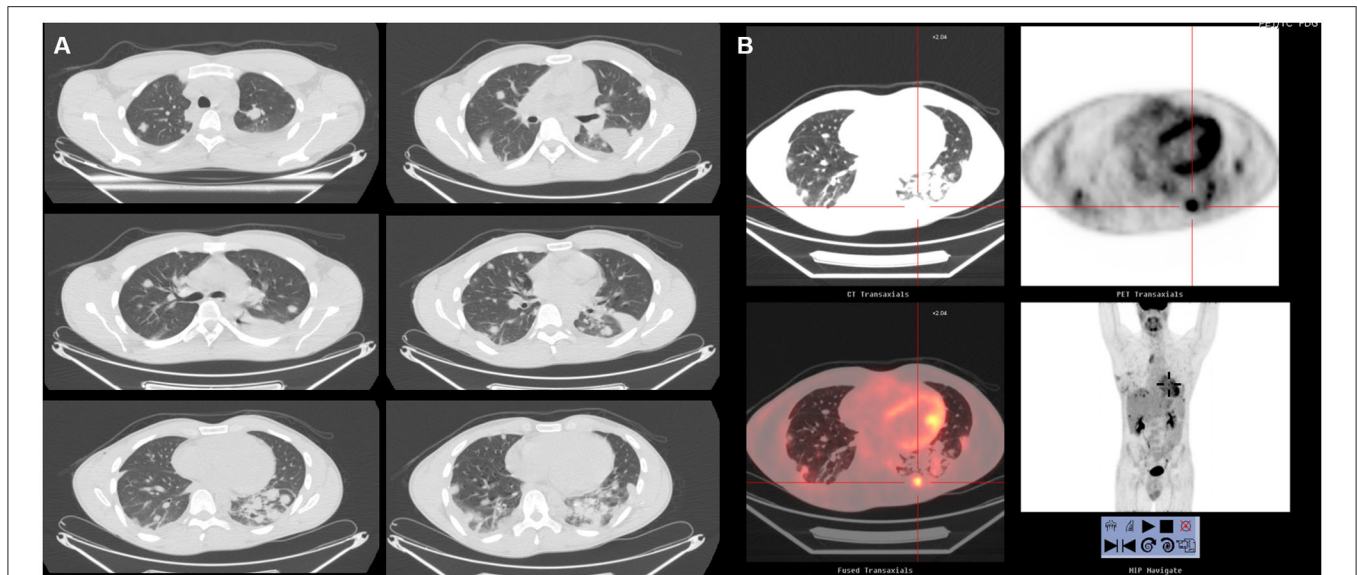 A
B
×2.04
CT Transaxials
PET Transaxials
×2.04
Fused Transaxials
MIP Navigate